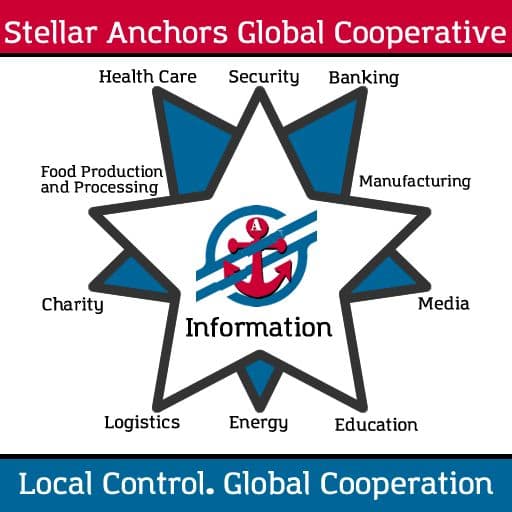 Stellar Anchors Global Cooperative
Health Care
Security
Banking
Food Production
and Processing
Manufacturing
A
Information
Charity
Media
Logistics
Energy
Education
Local Control. Global Cooperation